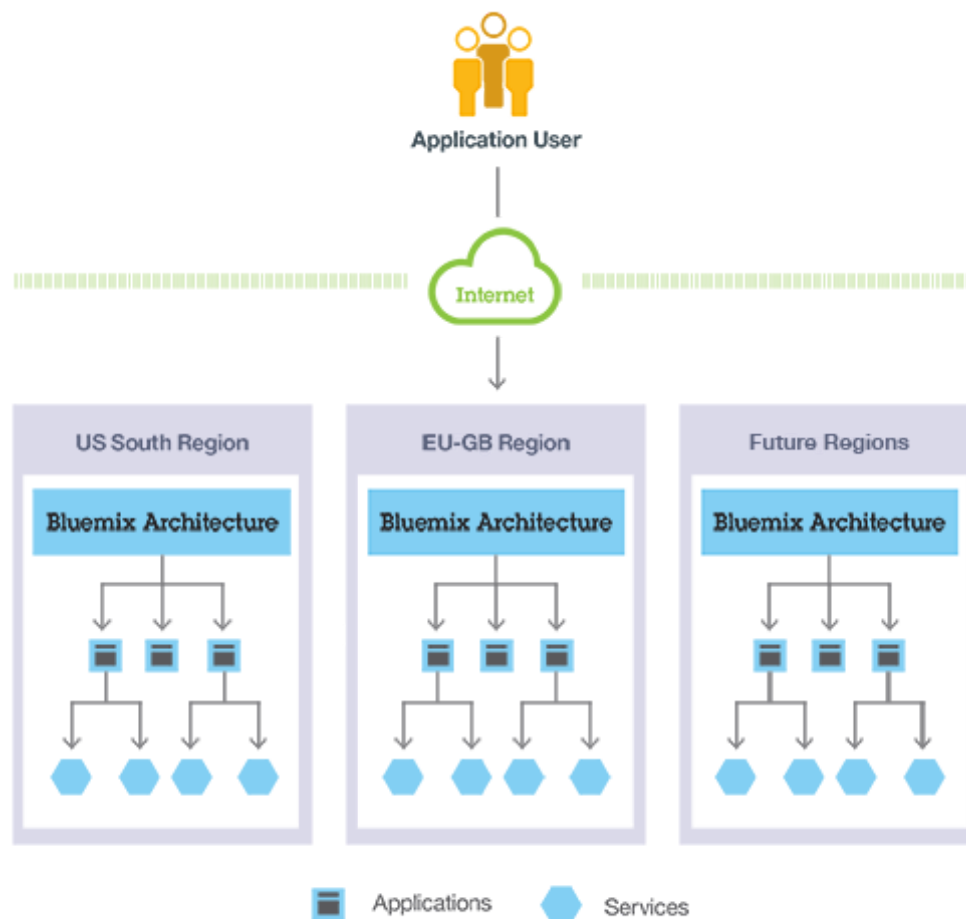 Application User
Internet
US South Region
EU-GB Region
Future Regions
Bluemix Architecture
Bluemix Architecture
Bluemix Architecture
Applications
Services